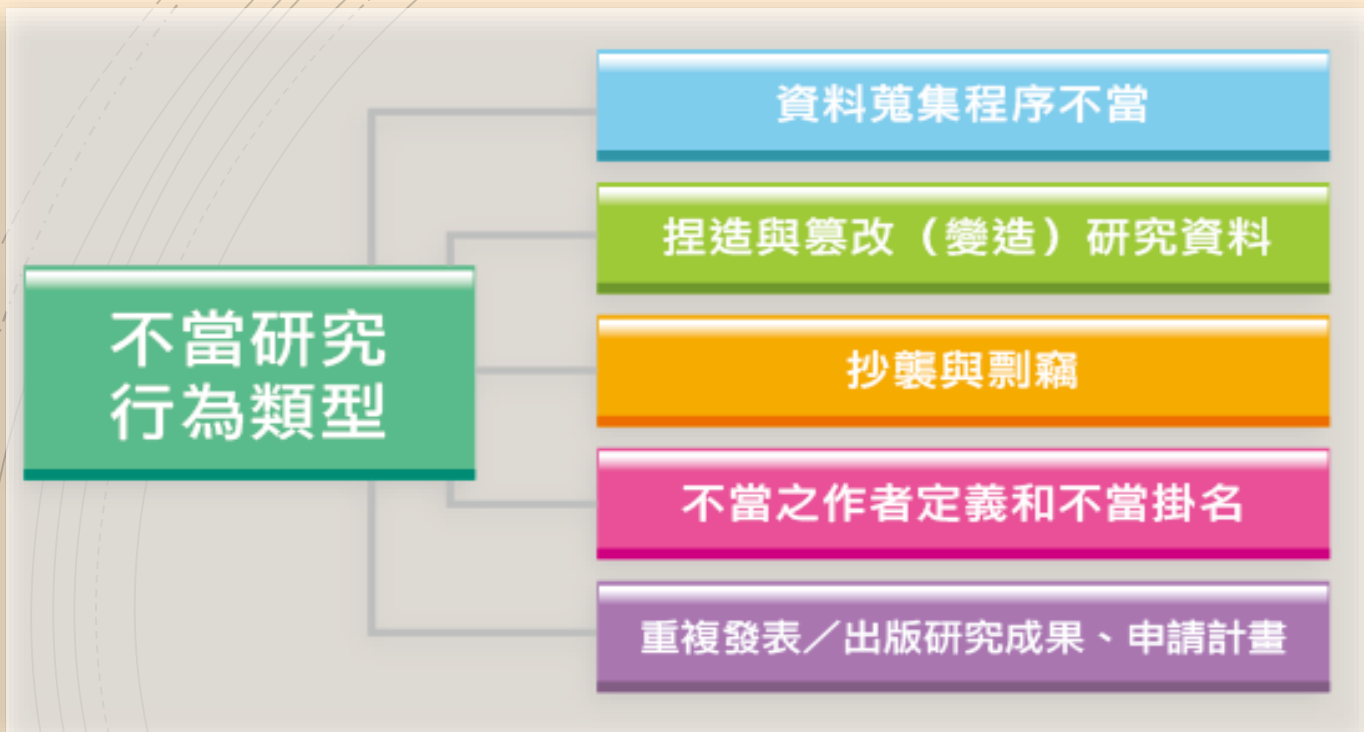 不當研究
行為類型
資料蒐集程序不當
捏造與篡改（變造）研究資料
抄襲與剽竊
不當之作者定義和不當掛名
重複發表／出版研究成果、申請計畫